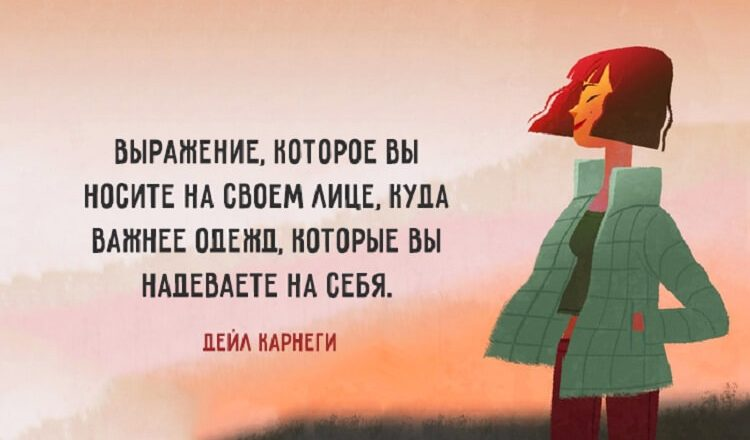 ВЫРАЖЕНИЕ, КОТОРОЕ ВЫ
НОСИТЕ НА СВОЕМ ЛИЦЕ, КУДА
ВАЖНЕЕ ОДЕЖД, КОТОРЫЕ ВЫ
НАДЕВАЕТЕ НА СЕБЯ.
ДЕЙЛ КАРНЕГИ